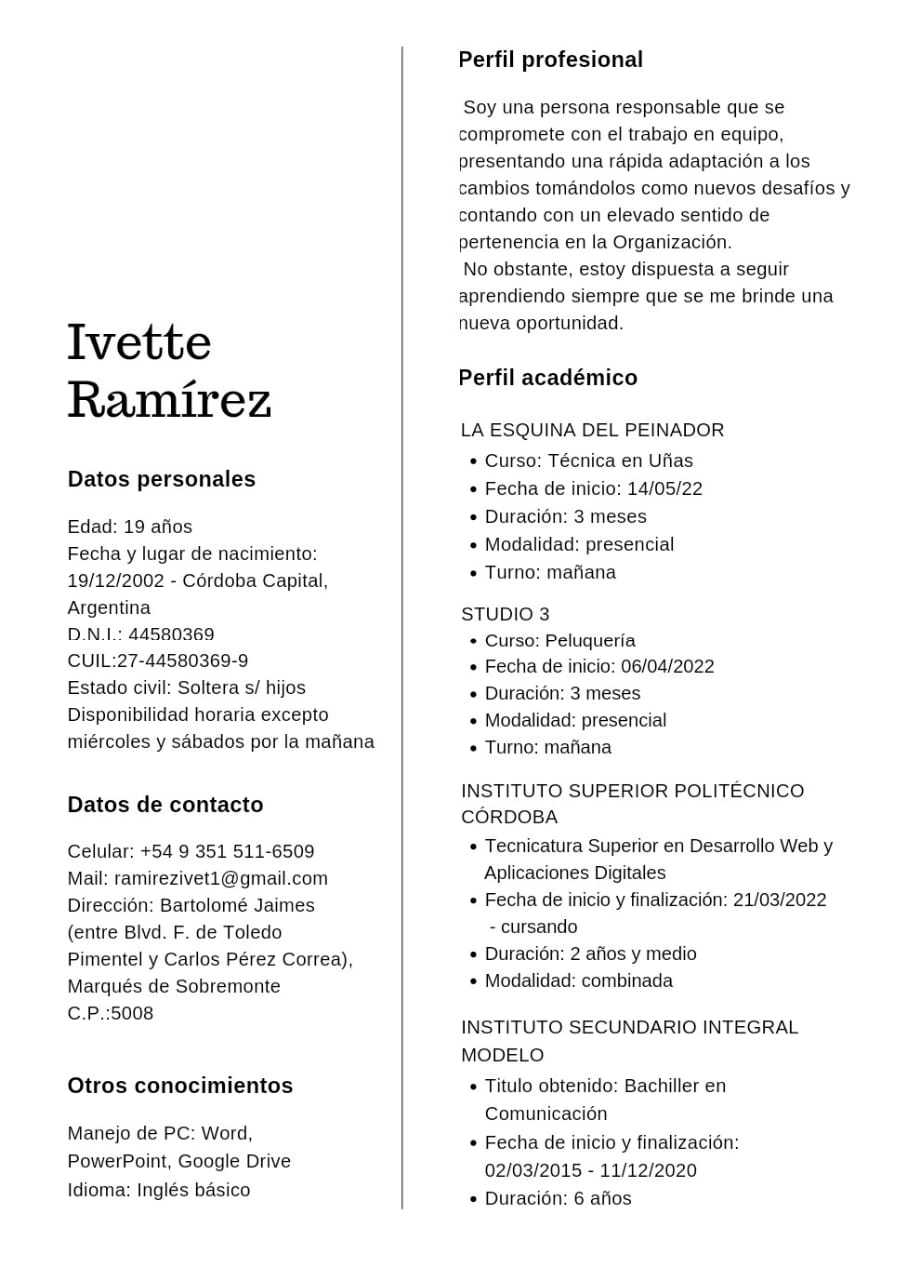 Ivette
Ramírez
Datos personales
Edad: 19 años
Fecha y lugar de nacimiento:
19/12/2002 - Córdoba Capital,
Argentina
D.N.I.: 44580369
CUIL:27-44580369-9
Estado civil: Soltera s/ hijos
Disponibilidad horaria excepto
miércoles y sábados por la mañana
Datos de contacto
Celular: +54 9 351 511-6509
Mail: ramirezivet1@gmail.com
Dirección: Bartolomé Jaimes
(entre Blvd. F. de Toledo
Pimentel y Carlos Pérez Correa),
Marqués de Sobremonte
C.P.:5008
Otros conocimientos
Manejo de PC: Word,
PowerPoint, Google Drive
Idioma: Inglés básico
Perfil profesional
Soy una persona responsable que se
compromete con el trabajo en equipo,
presentando una rápida adaptación a los
cambios tomándolos como nuevos desafíos y
contando con un elevado sentido de
pertenencia en la Organización.
No obstante, estoy dispuesta a seguir
aprendiendo siempre que se me brinde una
nueva oportunidad.
Perfil académico
LA ESQUINA DEL PEINADOR
• Curso: Técnica en Uñas
• Fecha de inicio: 14/05/22
• Duración: 3 meses
• Modalidad: presencial
• Turno: mañana
STUDIO 3
• Curso: Peluquería
• Fecha de inicio: 06/04/2022
• Duración: 3 meses
• Modalidad: presencial
• Turno: mañana
INSTITUTO SUPERIOR POLITÉCNICO
CÓRDOBA
• Tecnicatura Superior en Desarrollo Web y
Aplicaciones Digitales
• Fecha de inicio y finalización: 21/03/2022
- cursando
• Duración: 2 años y medio
• Modalidad: combinada
INSTITUTO SECUNDARIO INTEGRAL
MODELO
• Titulo obtenido: Bachiller en
Comunicación
• Fecha de inicio y finalización:
02/03/2015 - 11/12/2020
• Duración: 6 años